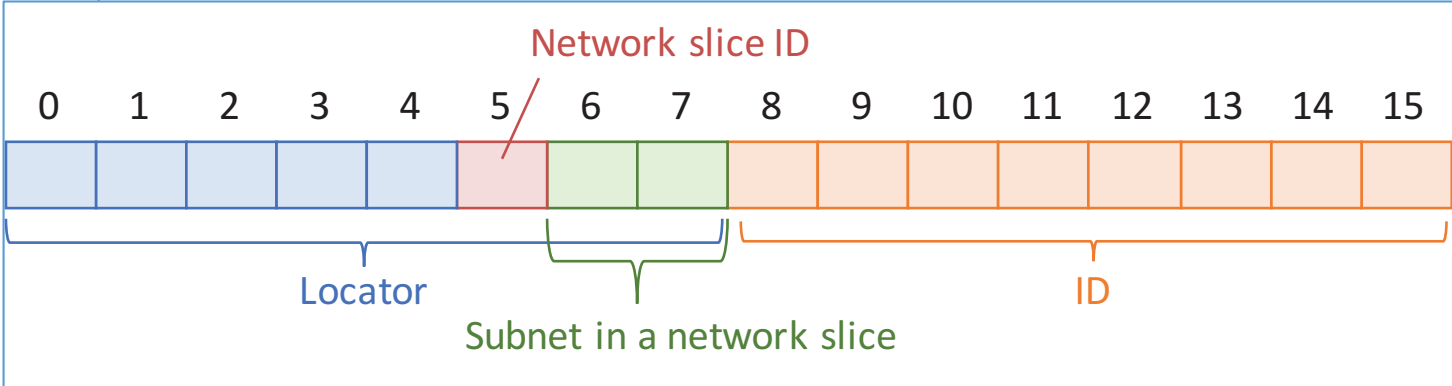 Network slice ID
0 1 2 3 4 5 6 7 8 9 10 11 12 13 14 15
Locator
ID
Subnet in a network slice